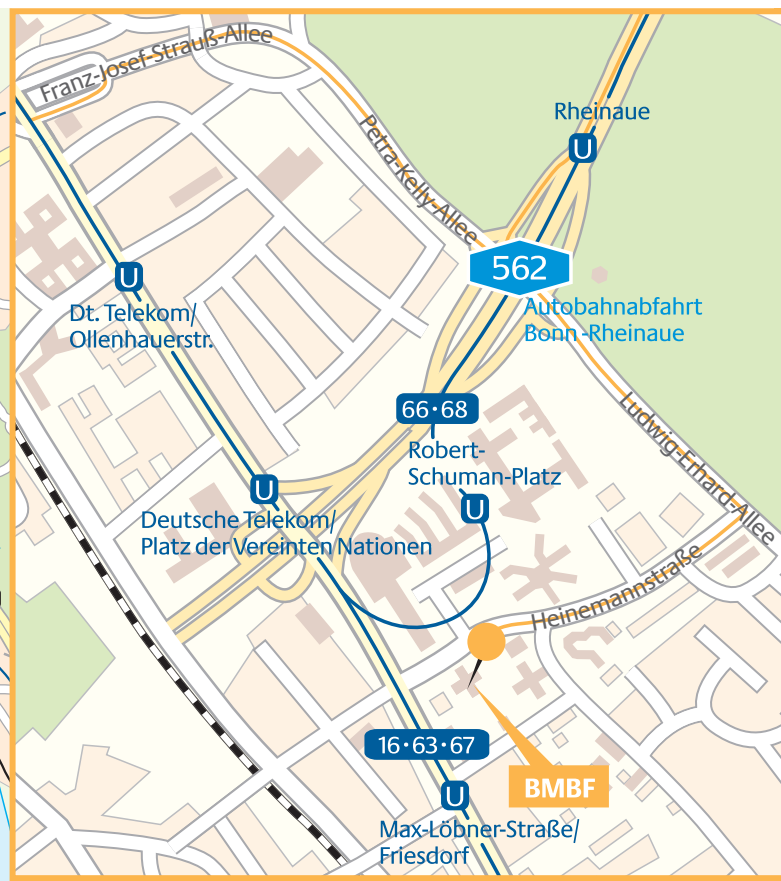 Franz-Josef-Strauß-Allee
Petra-Kelly-Allee
Rheinaue
U
562
Autobahnabfahrt
Bonn-Rheinaue
U
Dt. Telekom/
Ollenhauerstr.
66·68
Robert-
Schuman-Platz
U
Ludwig-Erhard-Allee
U
Deutsche Telekom/
Platz der Vereinten Nationen
Heinemannstraße
16·63·67
BMBF
U
Max-Löbner-Straße/
Friesdorf